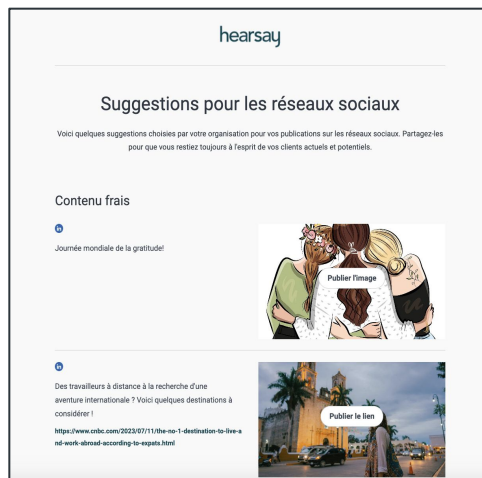 hearsay
Suggestions pour les réseaux sociaux
Voici quelques suggestions choisies par votre organisation pour vos publications sur les réseaux sociaux. Partagez-les
pour que vous restiez toujours à l'esprit de vos clients actuels et potentiels.
Contenu frais
in
Journée mondiale de la gratitude!
Publier l'image
in
Des travailleurs à distance à la recherche d'une
aventure internationale ? Voici quelques destinations à
considérer !
https://www.cnbc.com/2023/07/11/the-no-1-destination-to-live-a
nd-work-abroad-according-to-expats.html
Publier le lien